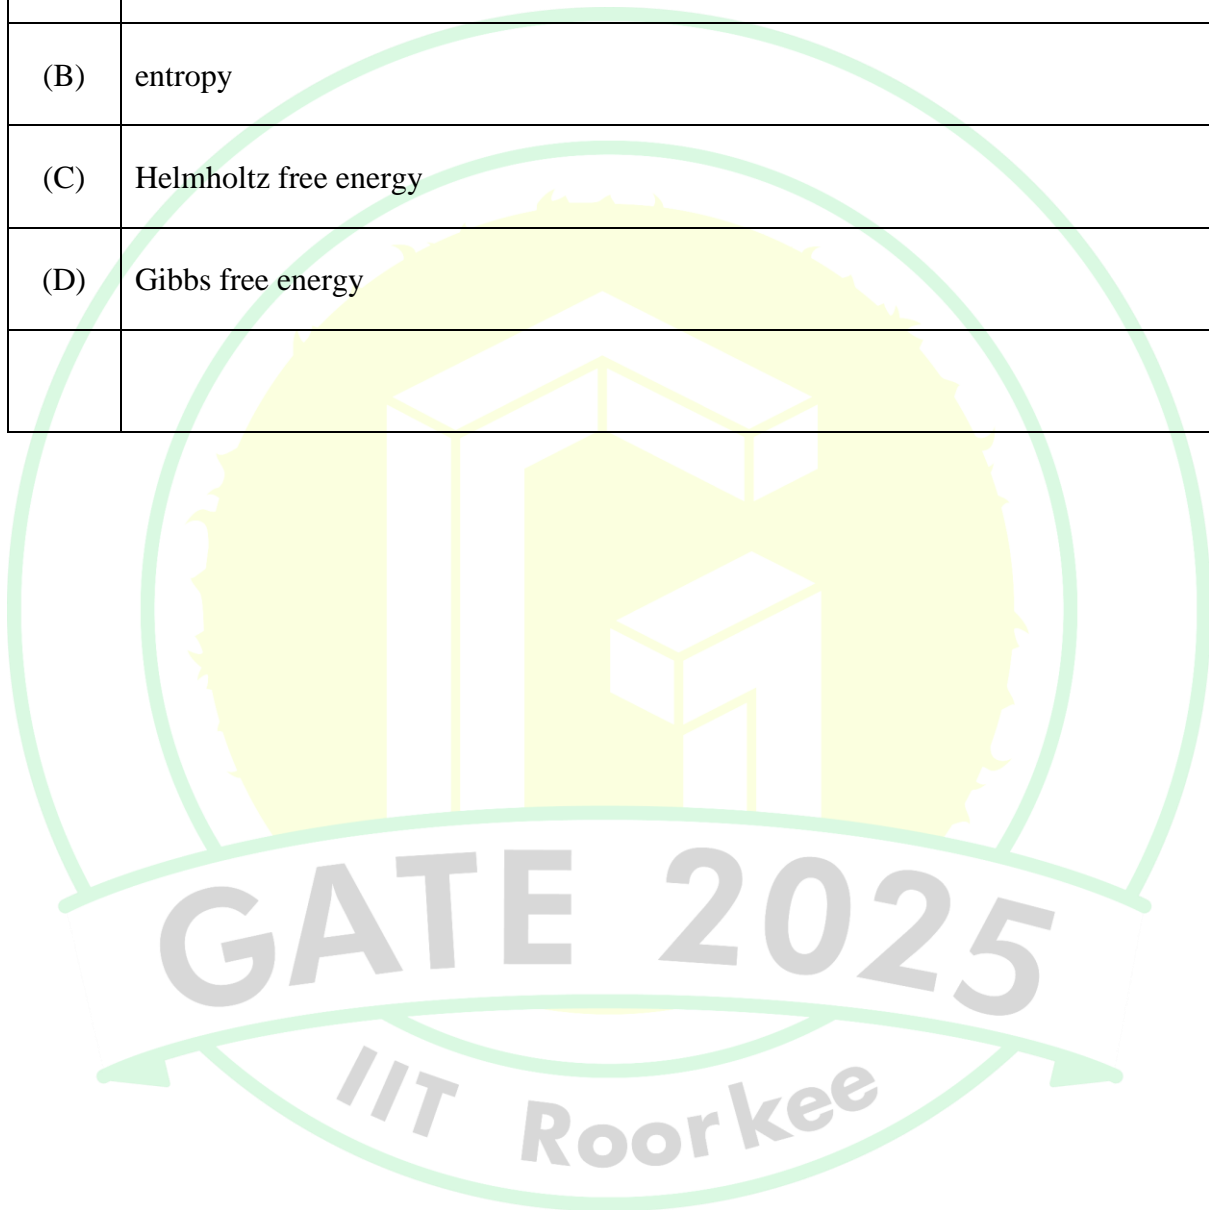 (B) entropy
(C) Helmholtz free energy
(D) Gibbs free energy
GATE 2025
IIT Roorkee